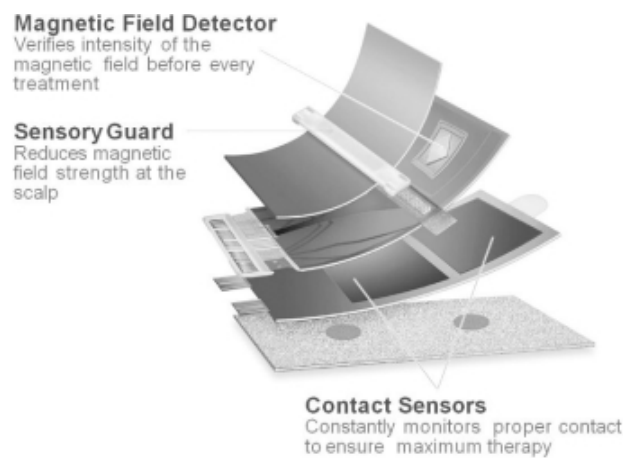 Magnetic Field Detector
Verifies intensity of the
magnetic field before every
treatment
Sensory Guard
Reduces magnetic
field strength at the
scalp
Contact Sensors
Constantly monitors proper contact
to ensure maximum therapy